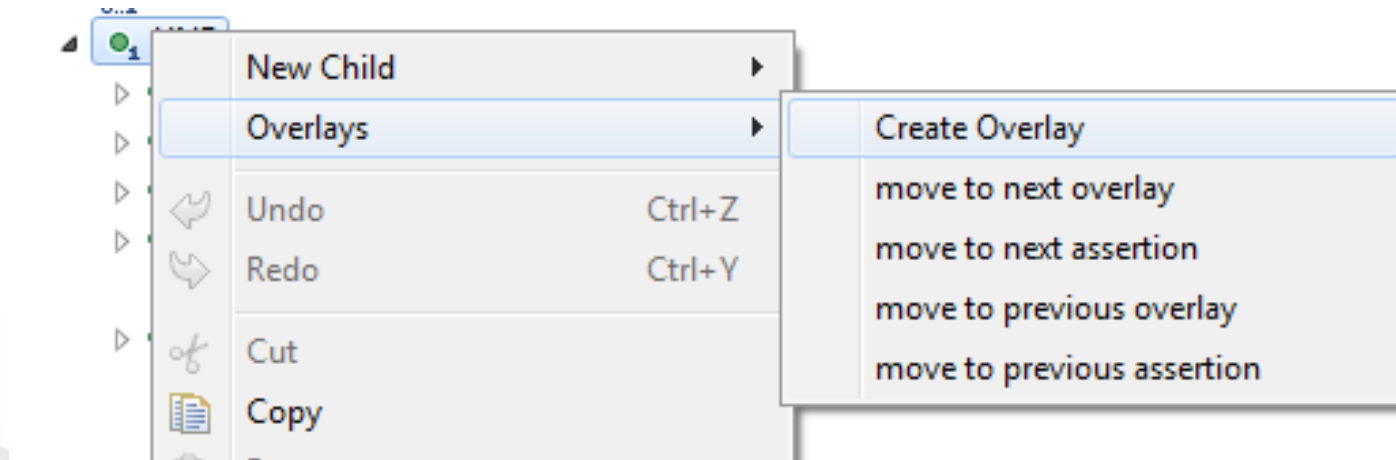 New Child
Overlays
Undo Ctrl+Z
Redo Ctrl+Y
Cut
Copy
Create Overlay
move to next overlay
move to next assertion
move to previous overlay
move to previous assertion